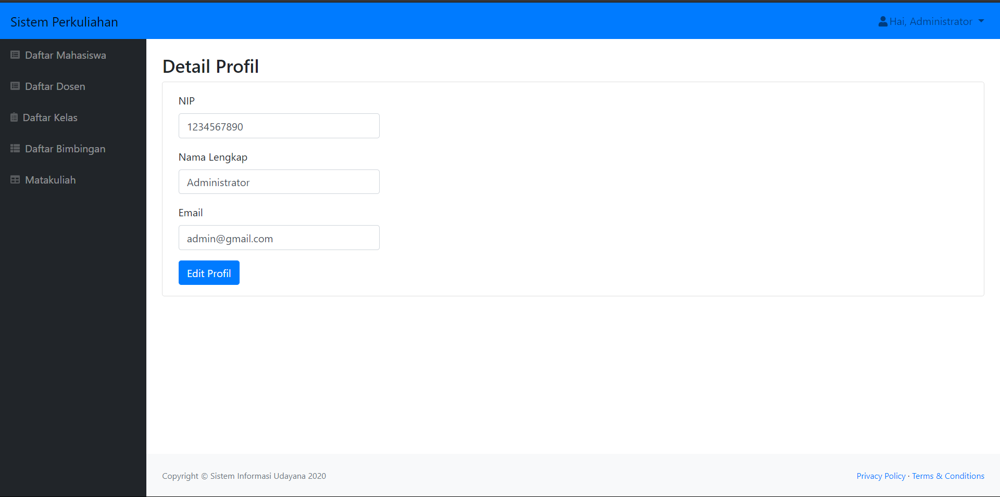 Sistem Perkuliahan
Hai, Administrator
Daftar Mahasiswa
Daftar Dosen
Daftar Kelas
Daftar Bimbingan
Matakuliah
Detail Profil
NIP
1234567890
Nama Lengkap
Administrator
Email
admin@gmail.com
Edit Profil
Copyright © Sistem Informasi Udayana 2020
Privacy Policy · Terms & Conditions